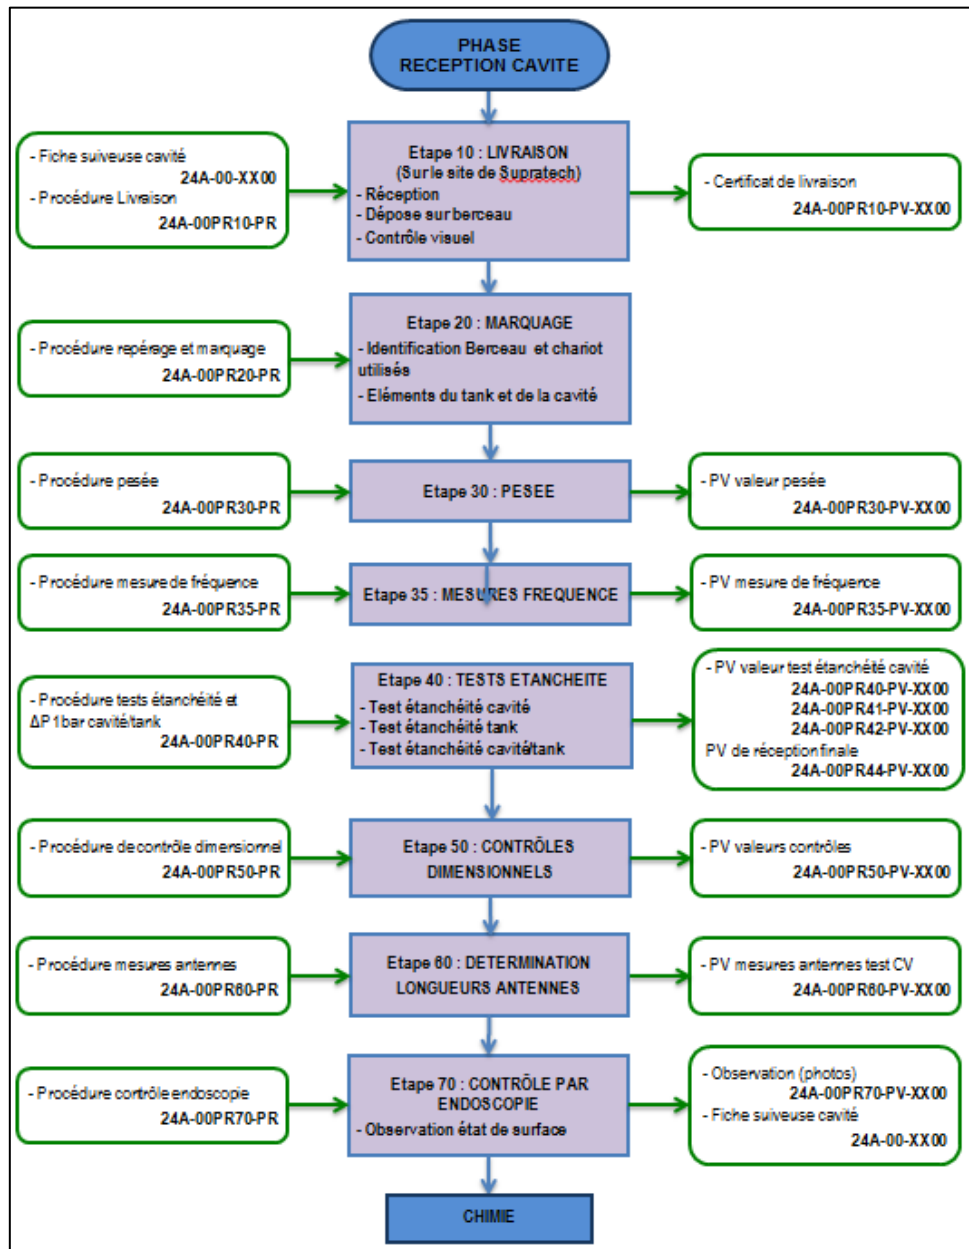 PHASE
RECEPTION CAVITE
- Fiche suiveuse cavité
24A-00-XX00
- Procédure Livraison
24A-00PR10-PR
Etape 10 : LIVRAISON
(Sur le site de Supratech)
- Réception
- Dépose sur berceau
- Contrôle visuel
- Certificat de livraison
24A-00PR10-PV-XX00
- Procédure repérage et marquage
24A-00PR20-PR
Etape 20 : MARQUAGE
- Identification Berceau et chariot
utilisés
- Eléments du tank et de la cavité
- Procédure pesée
24A-00PR30-PR
Etape 30 : PESEE
- PV valeur pesée
24A-00PR30-PV-XX00
- Procédure mesure de fréquence
24A-00PR35-PR
Etape 35 : MESURES FREQUENCE
- PV mesure de fréquence
24A-00PR35-PV-XX00
- Procédure tests étanchéité et
ΔP1bar cavité/tank
24A-00PR40-PR
Etape 40 : TESTS ETANCHEITE
- Test étanchéité cavité
- Test étanchéité tank
- Test étanchéité cavité/tank
- PV valeur test étanchéité cavité
24A-00PR40-PV-XX00
24A-00PR41-PV-XX00
24A-00PR42-PV-XX00
PV de réception finale
24A-00PR44-PV-XX00
- Procédure de contrôle dimensionnel
24A-00PR50-PR
Etape 50 : CONTRÔLES
DIMENSIONNELS
- PV valeurs contrôles
24A-00PR50-PV-XX00
- Procédure mesures antennes
24A-00PR60-PR
Etape 60 : DETERMINATION
LONGUEURS ANTENNES
- PV mesures antennes test CV
24A-00PR60-PV-XX00
- Procédure contrôle endoscopie
24A-00PR70-PR
Etape 70 : CONTRÔLE PAR
ENDOSCOPIE
- Observation état de surface
- Observation (photos)
24A-00PR70-PV-XX00
- Fiche suiveuse cavité
24A-00-XX00
CHIMIE